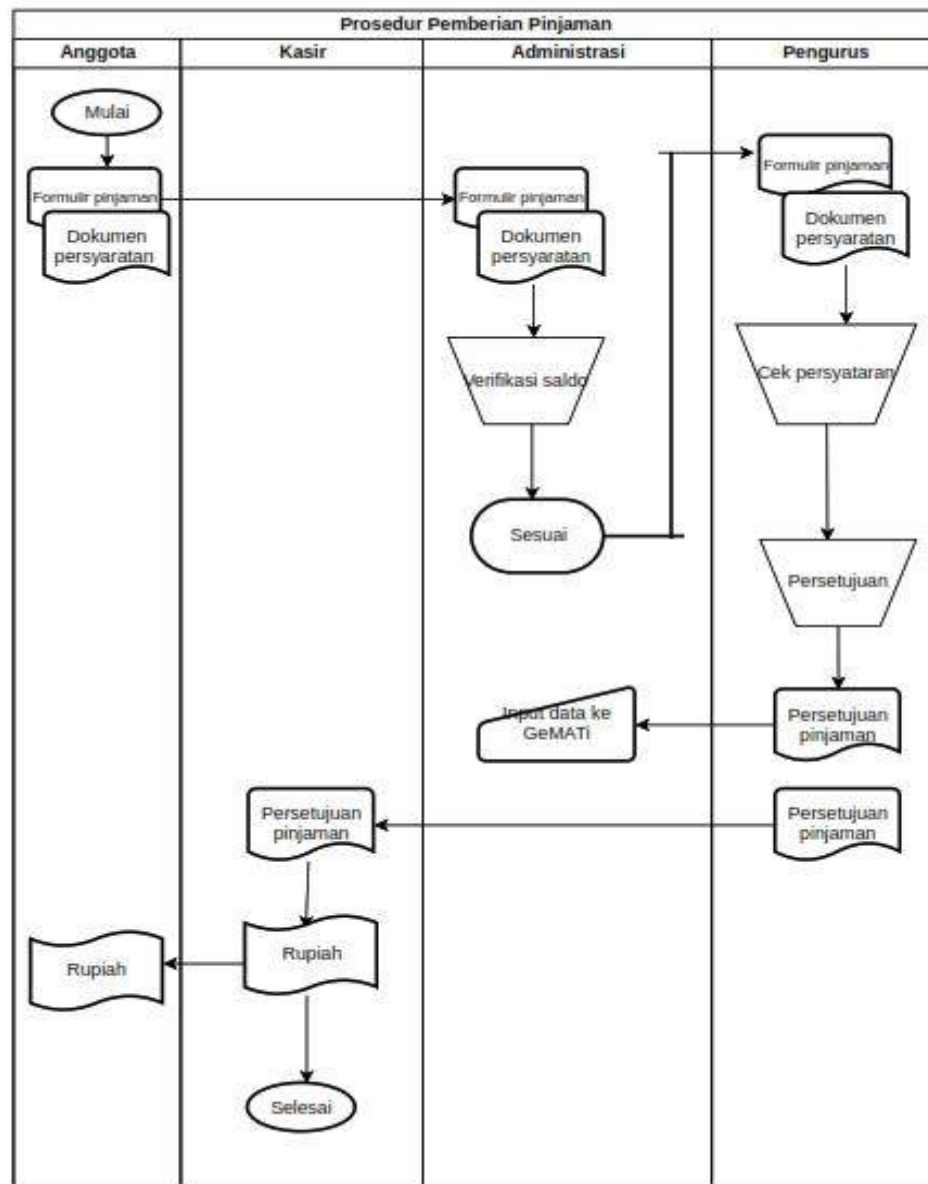 Prosedur Pemberian Pinjaman
Anggota
Kasir
Administrasi
Pengurus
Mulai
Formulir pinjaman
Dokumen
persyaratan
Formulir pinjaman
Dokumen
persyaratan
Formulir pinjaman
Dokumen
persyaratan
Verifikasi saldo
Cek persyataran
Sesuai
Persetujuan
Input data ke
GeMATi
Persetujuan
pinjaman
Persetujuan
pinjaman
Persetujuan
pinjaman
Rupiah
Rupiah
Selesai